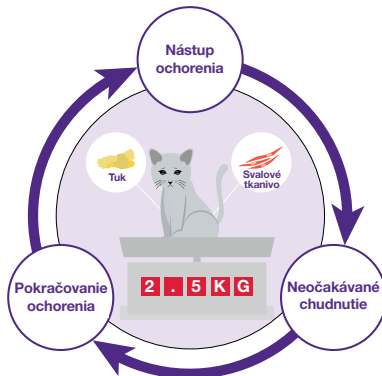 Nástup
ochorenia
Tuk
Svalové
tkanivo
2.5KG
Pokračovanie
ochorenia
Neočakávané
chudnutie